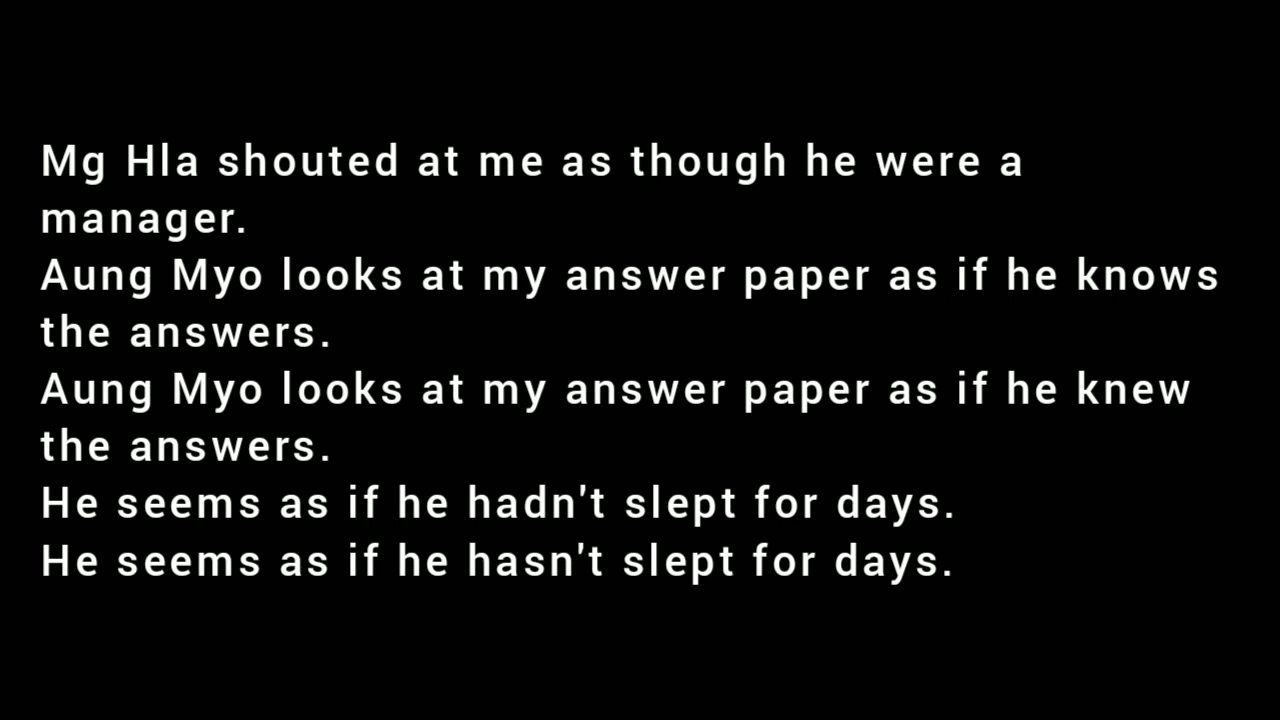 Mg Hla shouted at me as though he were a
manager.
Aung Myo looks at my answer paper as if he knows
the answers.
Aung Myo looks at my answer paper as if he knew
the answers.
He seems as if he hadn't slept for days.
He seems as if he hasn't slept for days.